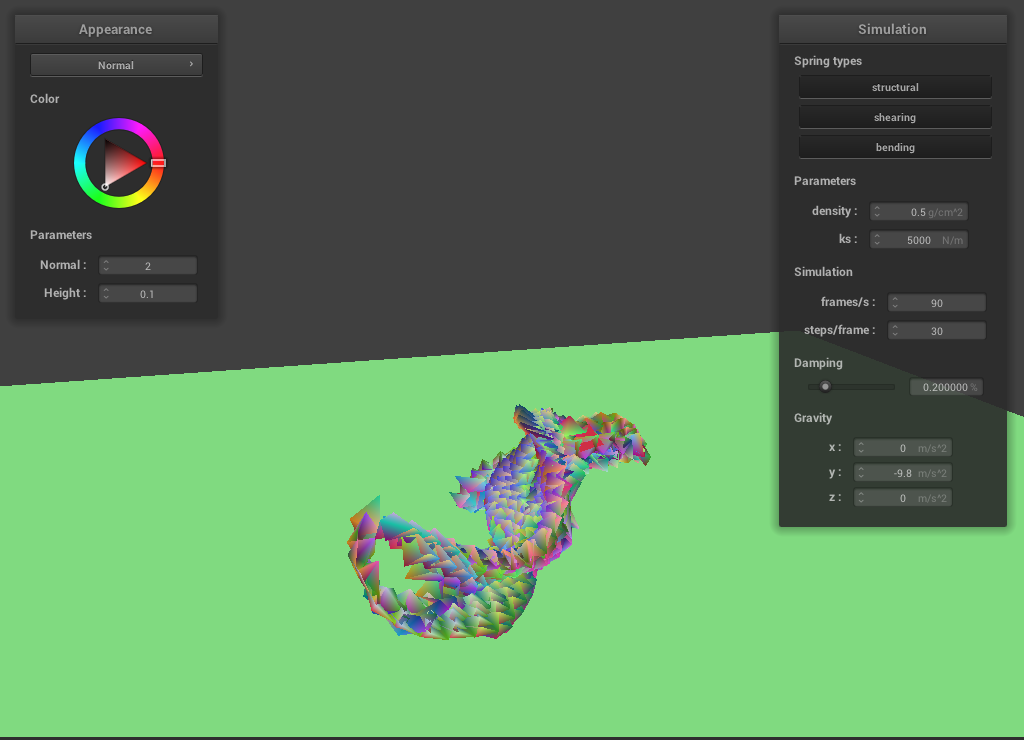 Appearance
Normal ›
Color
Parameters
Normal : 2
Height : 0.1
Simulation
Spring types
structural
shearing
bending
Parameters
density : 0.5 g/cm^2
ks : 5000 N/m
Simulation
frames/s : 90
steps/frame : 30
Damping
0.200000 %
Gravity
x : 0 m/s^2
y : -9.8 m/s^2
z : 0 m/s^2